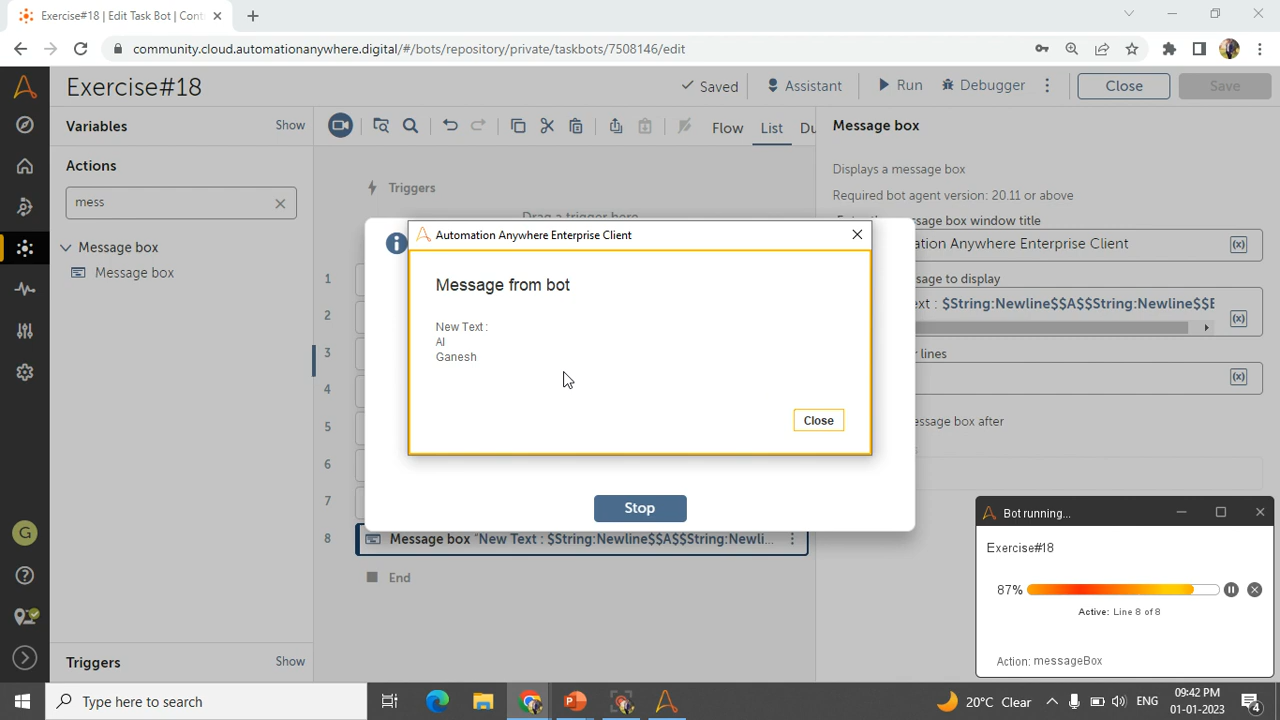 Exercise#18 | Edit Task Bot | Cont
community.cloud.automationanywhere.digital/#/bots/repository/private/taskbots/7508146/edit
Exercise#18
Saved
Assistant
Run
Debugger
Close
Save
Variables
Show
Flow
List
Du
Message box
Actions
mess
Message box
Message box
Triggers
Displays a message box
Required bot agent version: 20.11 or above
ssage box window title
ation Anywhere Enterprise Client
sage to display
ext : $String:Newline$$A$$String:Newline$$E
r lines
essage box after
Automation Anywhere Enterprise Client
Message from bot
New Text :
AI
Ganesh
Close
Stop
1
2
3
4
5
6
7
8
Message box "New Text : $String:Newline$$A$$String:Newli...
End
Bot running...
Exercise#18
87%
Active: Line 8 of 8
Action: messageBox
G
Triggers
Show
Type here to search
20°C Clear
ENG
09:42 PM
01-01-2023
4